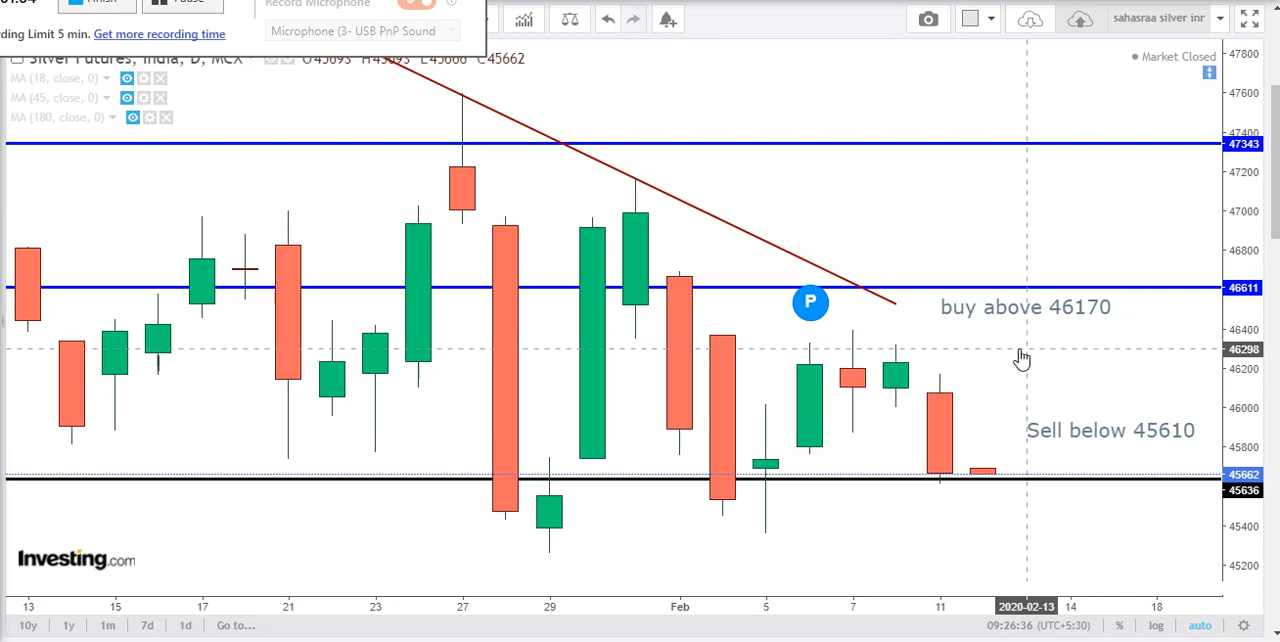 Record Microphone
ding Limit 5 min. Get more recording time
Microphone (3- USB PnP Sound
sahasraa silver inr
Silver Futures, India, D, MCX
O45693 H45693 L45666 C45662
Market Closed
MA (18, close, 0)
MA (45, close, 0)
MA (180, close, 0)
47800
47600
47400
47343
47200
47000
46800
46611
P
buy above 46170
46400
46298
46200
46000
Sell below 45610
45800
45662
45636
45400
45200
Investing.com
13 15 17 21 23 27 29 Feb 5 7 11 2020-02-13 14 18
10y 1y 1m 7d 1d Go to... 09:26:36 (UTC+5:30) % log auto